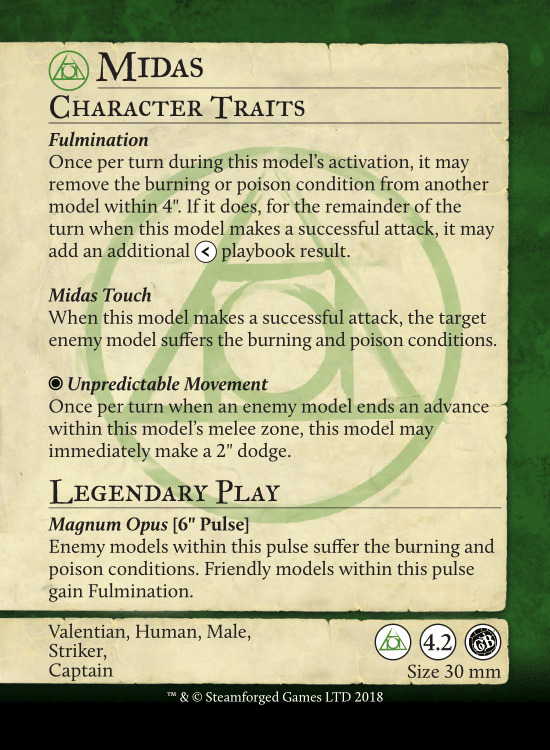 Midas
Character Traits
Fulmination
Once per turn during this model's activation, it may
remove the burning or poison condition from another
model within 4". If it does, for the remainder of the
turn when this model makes a successful attack, it may
add an additional < playbook result.
Midas Touch
When this model makes a successful attack, the target
enemy model suffers the burning and poison conditions.
Unpredictable Movement
Once per turn when an enemy model ends an advance
within this model's melee zone, this model may
immediately make a 2" dodge.
Legendary Play
Magnum Opus [6" Pulse]
Enemy models within this pulse suffer the burning and
poison conditions. Friendly models within this pulse
gain Fulmination.
Valentian, Human, Male,
Striker,
Captain
4.2
GB
Size 30 mm
™ & © Steamforged Games LTD 2018